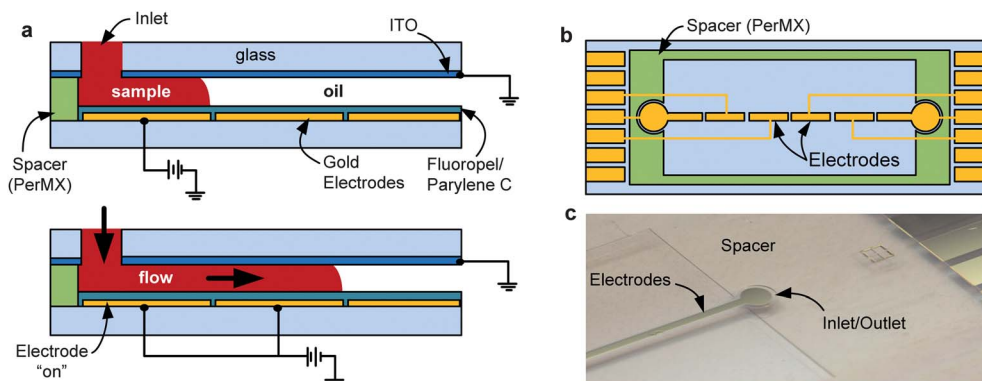 a
Inlet
ITO
glass
sample
oil
Spacer
(PerMX)
Gold
Electrodes
Fluoropel/
Parylene C
flow
Electrode
“on”
b
Spacer (PerMX)
Electrodes
c
Spacer
Electrodes
Inlet/Outlet